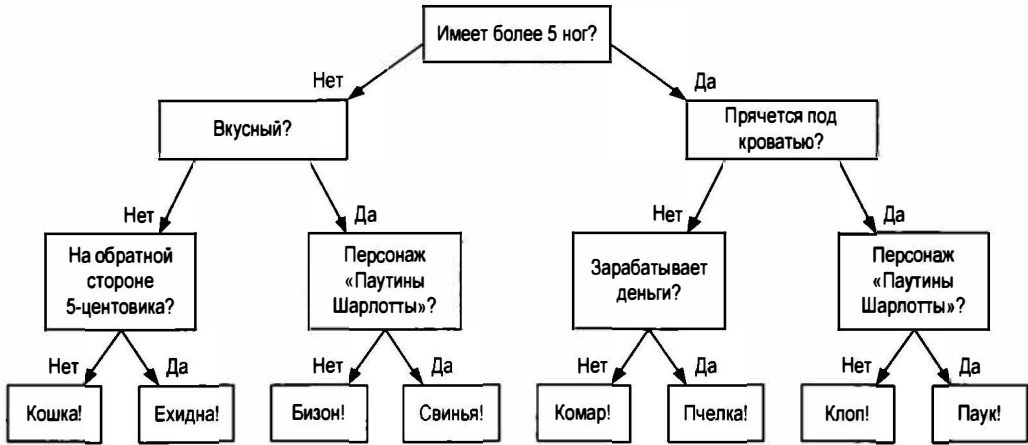 Имеет более 5 ног?
Нет
Да
Вкусный?
Прячется под
кроватью?
Нет
Да
Нет
Да
На обратной
стороне
5-центовика?
Персонаж
«Паутины
Шарлотты»?
Зарабатывает
деньги?
Персонаж
«Паутины
Шарлотты»?
Нет
Да
Нет
Да
Нет
Да
Нет
Да
Кошка!
Ехидна!
Бизон!
Свинья!
Комар!
Пчелка!
Клоп!
Паук!